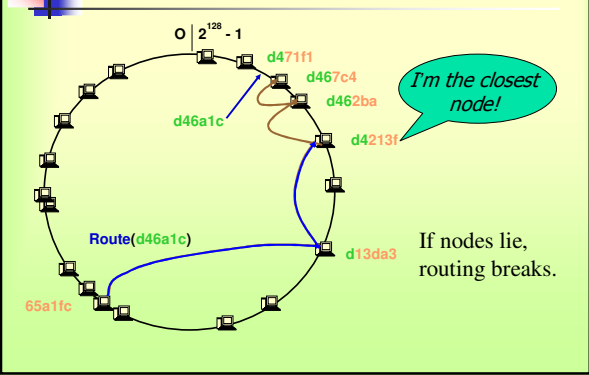 O 2^128 - 1
d471f1
d467c4
d462ba
I'm the closest
node!
d46a1c
d4213f
Route(d46a1c)
If nodes lie,
routing breaks.
d13da3
65a1fc